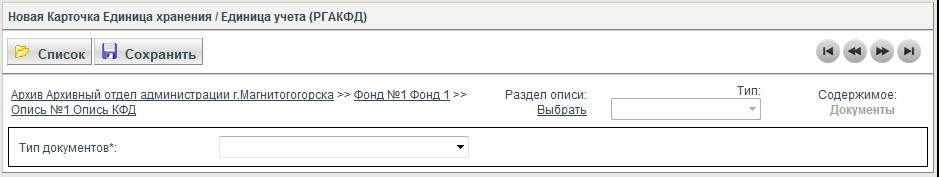 Новая Карточка Единица хранения / Единица учета (РГАКФД)
Список Сохранить
Архив Архивный отдел администрации г.Магнитогогорска >> Фонд №1 Фонд 1 >>
Опись №1 Опись КФД
Раздел описи:
Выбрать
Тип:
Содержимое:
Документы
Тип документов*: